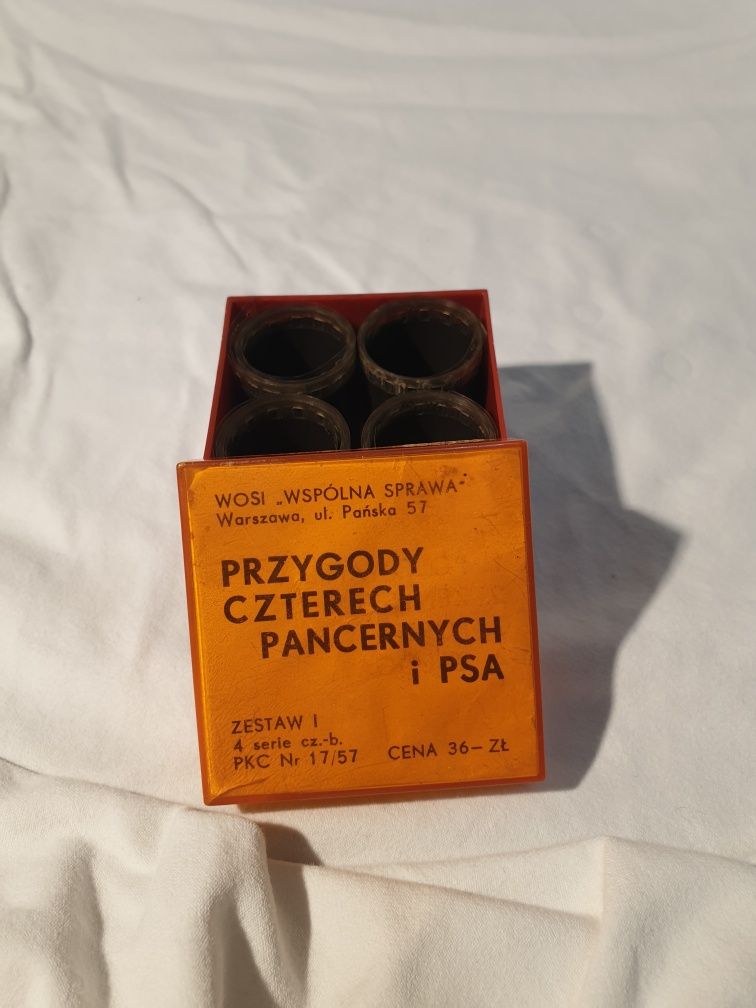 WOSI „WSPÓLNA SPRAWA"
Warszawa, ul. Pańska 57
PRZYGODY
CZTERECH
PANCERNYCH
i PSA
ZESTAW I
4 serie cz.-b.
PKC Nr 17/57 CENA 36– ZŁ